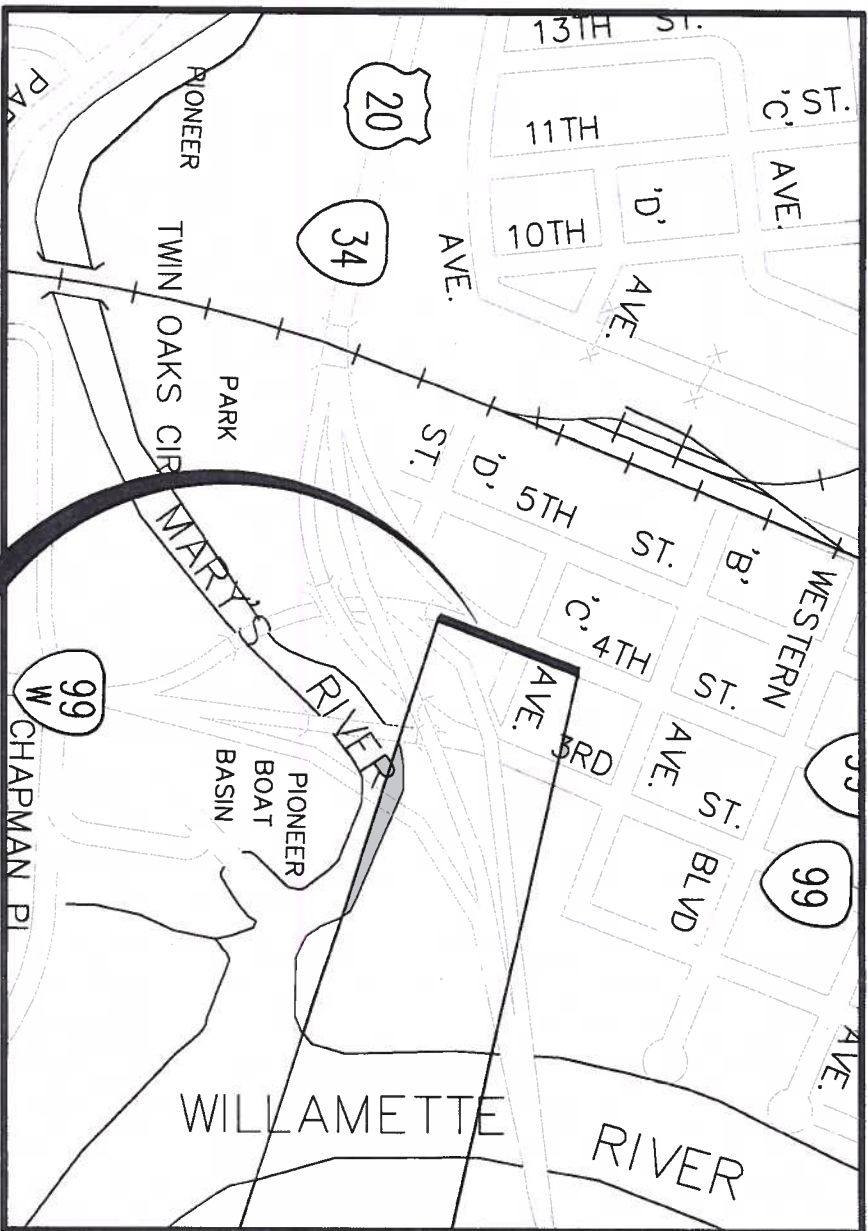 13TH ST.
'C' ST.
11TH
AVE.
'D'
10TH
AVE.
AVE.
20
34
PIONEER
PARK
TWIN OAKS CIR
MARY'S
RIVER
ST.
'D'
5TH
ST.
'B'
WESTERN
'C'
4TH
ST.
AVE.
3RD
AVE.
ST.
BLVD
99
99
W
CHAPMAN PL
PIONEER
BOAT
BASIN
WILLAMETTE
RIVER
AVE.